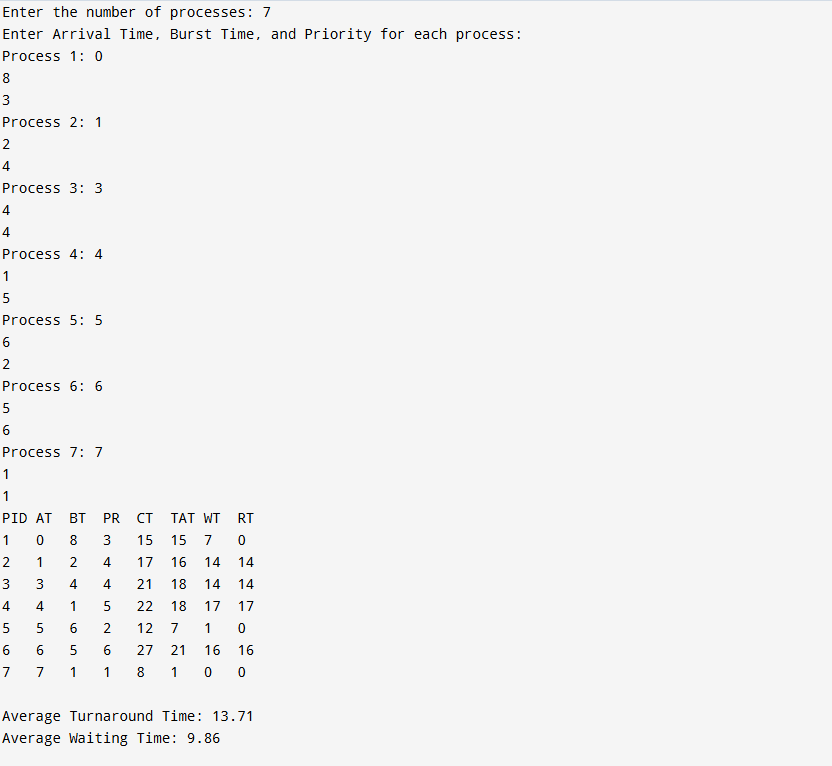 Enter the number of processes: 7
Enter Arrival Time, Burst Time, and Priority for each process:
Process 1: 0
8
3
Process 2: 1
2
4
Process 3: 3
4
4
Process 4: 4
1
5
Process 5: 5
6
2
Process 6: 6
5
6
Process 7: 7
1
1
PID AT  BT  PR  CT  TAT WT  RT
1   0   8   3   15  15  7   0
2   1   2   4   17  16  14  14
3   3   4   4   21  18  14  14
4   4   1   5   22  18  17  17
5   5   6   2   12  7   1   0
6   6   5   6   27  21  16  16
7   7   1   1   8   1   0   0

Average Turnaround Time: 13.71
Average Waiting Time: 9.86